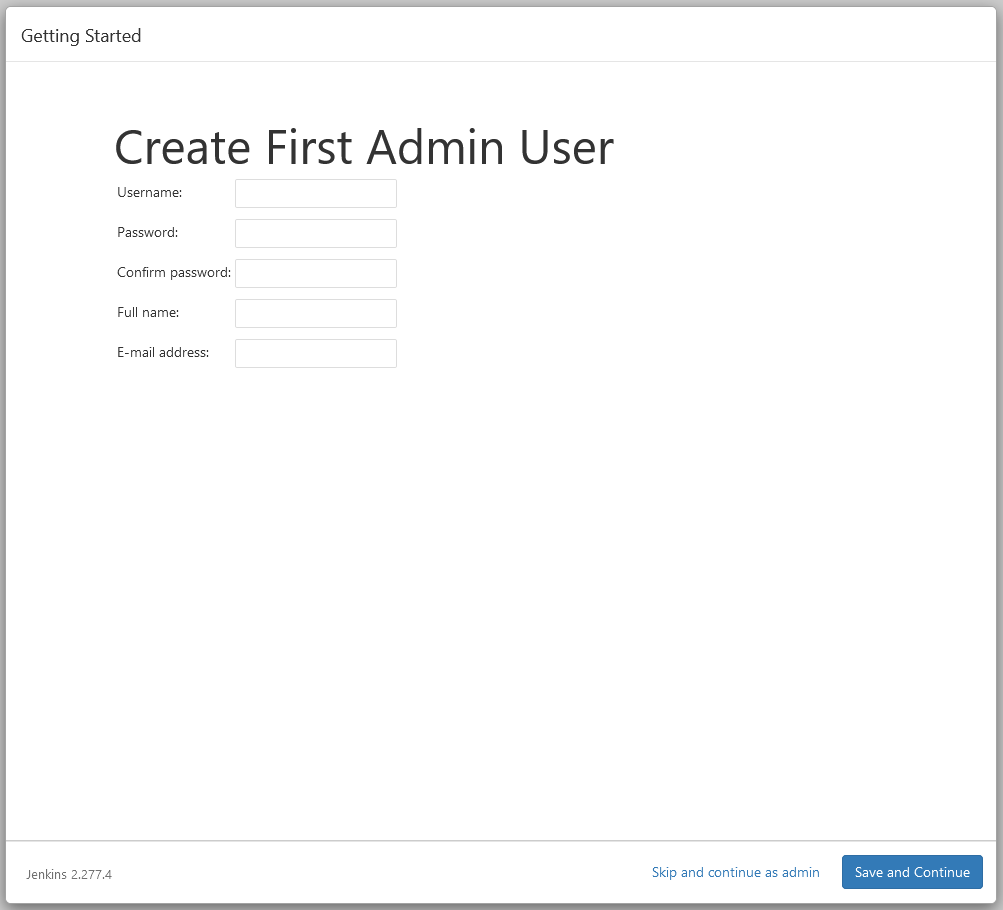 Getting Started
Create First Admin User
Username:
Password:
Confirm password:
Full name:
E-mail address:
Jenkins 2.277.4
Skip and continue as admin
Save and Continue